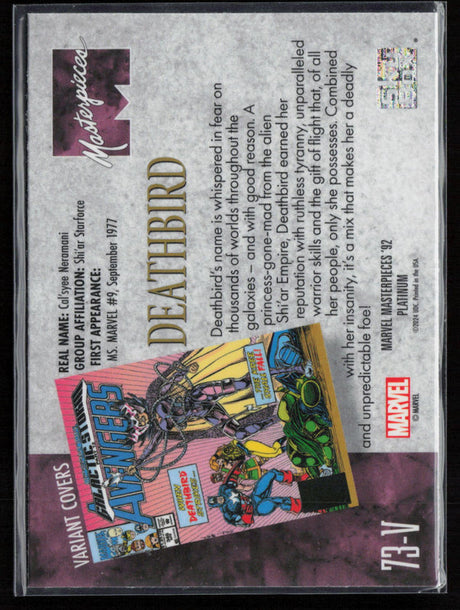 Masterpieces
VARIANT COVERS
REAL NAME: Cal'syee Neramani
GROUP AFFILIATION: Shi'ar Starforce
FIRST APPEARANCE:
MS. MARVEL #9, September 1977
DEATHBIRD
Deathbird's name is whispered in fear on
thousands of worlds throughout the
galaxies – and with good reason. A
princess-gone-mad from the alien
Shi'ar Empire, Deathbird earned her
reputation with ruthless tyranny, unparalleled
warrior skills and the gift of flight that, of all
her people, only she possesses. Combined
with her insanity, it's a mix that makes her a deadly
and unpredictable foe!
GALACTIC STORM
AVENGERS
WHEN
DEATHBIRD
FALL!
MARVEL MASTERPIECES '92
PLATINUM
©2024 UDC. Printed in the USA.
MARVEL
© MARVEL
73-V